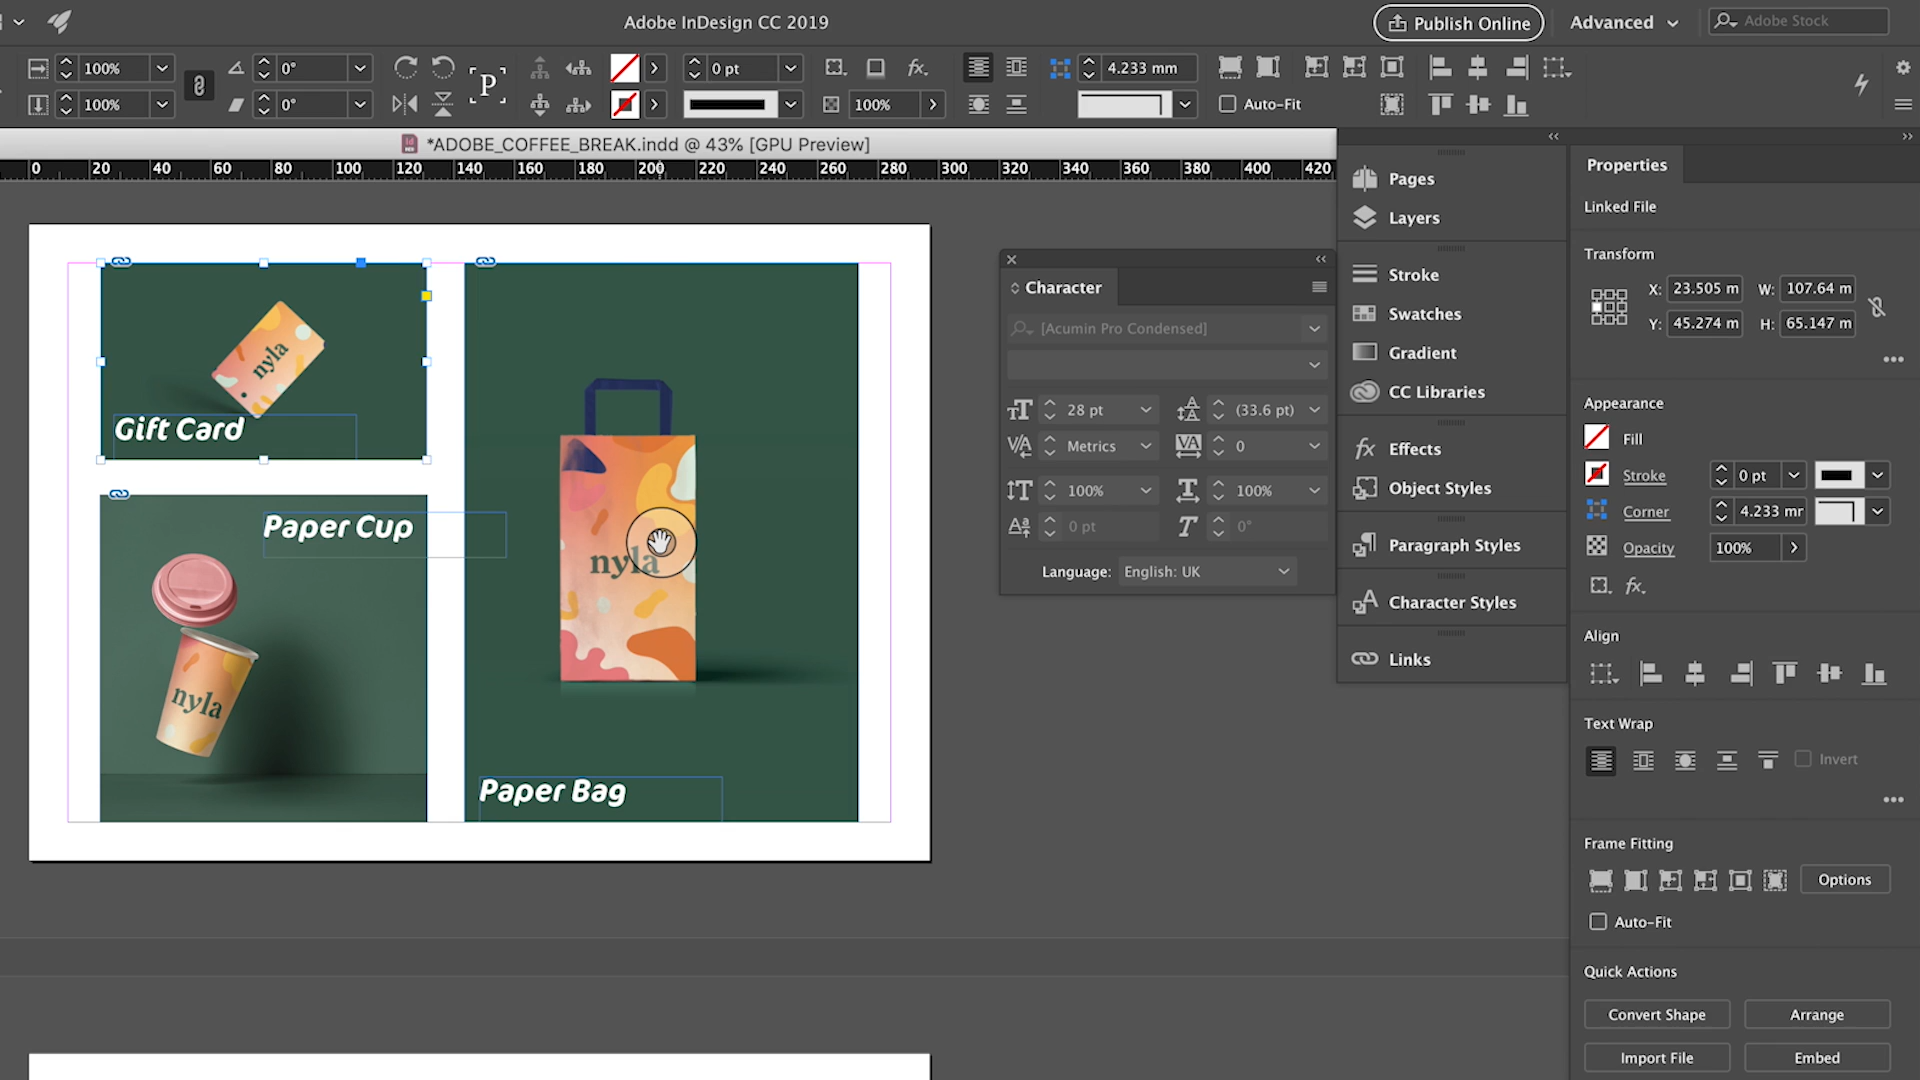 Adobe InDesign CC 2019
Publish Online
Advanced
Adobe Stock
100%
0°
P
0 pt
fx.
4.233 mm
100%
0°
100%
Auto-Fit
*ADOBE_COFFEE_BREAK.indd @ 43% [GPU Preview]
0 20 40 60 80 100 120 140 160 180 200 220 240 260 280 300 320 340 360 380 400 420
nyla
Gift Card
Paper Cup
nyla
nyla
Paper Bag
Character
[Acumin Pro Condensed]
28 pt
(33.6 pt)
Metrics
0
100%
100%
0 pt
0°
Language: English: UK
Pages
Layers
Stroke
Swatches
Gradient
CC Libraries
Effects
Object Styles
Paragraph Styles
Character Styles
Links
Properties
Linked File
Transform
X: 23.505 m W: 107.64 m
Y: 45.274 m H: 65.147 m
Appearance
Fill
Stroke 0 pt
Corner 4.233 mr
Opacity 100%
fx.
Align
Text Wrap
Invert
Frame Fitting
Options
Auto-Fit
Quick Actions
Convert Shape
Arrange
Import File
Embed